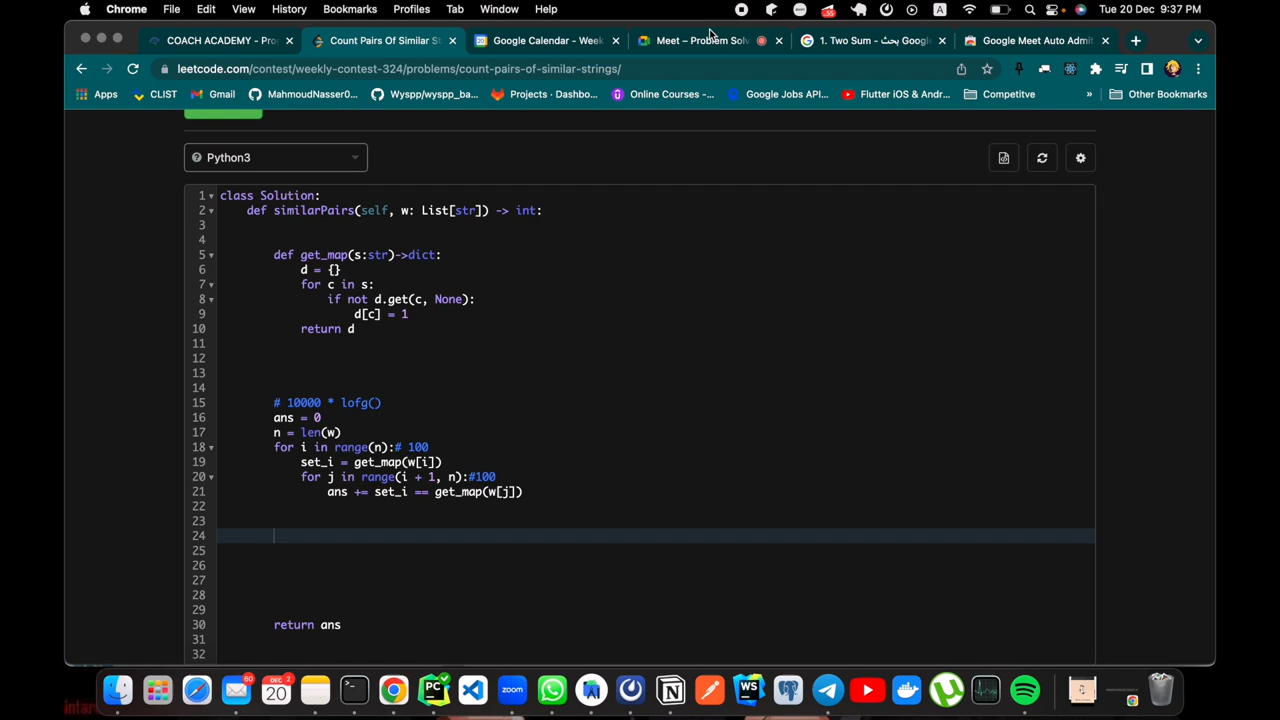 Chrome File Edit View History Bookmarks Profiles Tab Window Help Tue 20 Dec 9:37 PM
COACH ACADEMY - Pro Count Pairs Of Similar St Google Calendar - Week Meet – Problem Solv 1. Two Sum - بحث Google Google Meet Auto Admit
leetcode.com/contest/weekly-contest-324/problems/count-pairs-of-similar-strings/
Apps CLIST Gmail MahmoudNasser0... Wyspp/wyspp_ba... Projects · Dashbo... Online Courses -... Google Jobs API... Flutter iOS & Andr... Competitve » Other Bookmarks
Python3
1 class Solution:
2 def similarPairs(self, w: List[str]) -> int:
3
4
5 def get_map(s:str)->dict:
6 d = {}
7 for c in s:
8 if not d.get(c, None):
9 d[c] = 1
10 return d
11
12
13
14
15 # 10000 * lofg()
16 ans = 0
17 n = len(w)
18 for i in range(n):# 100
19 set_i = get_map(w[i])
20 for j in range(i + 1, n):#100
21 ans += set_i == get_map(w[j])
22
23
24
25
26
27
28
29
30 return ans
31
32